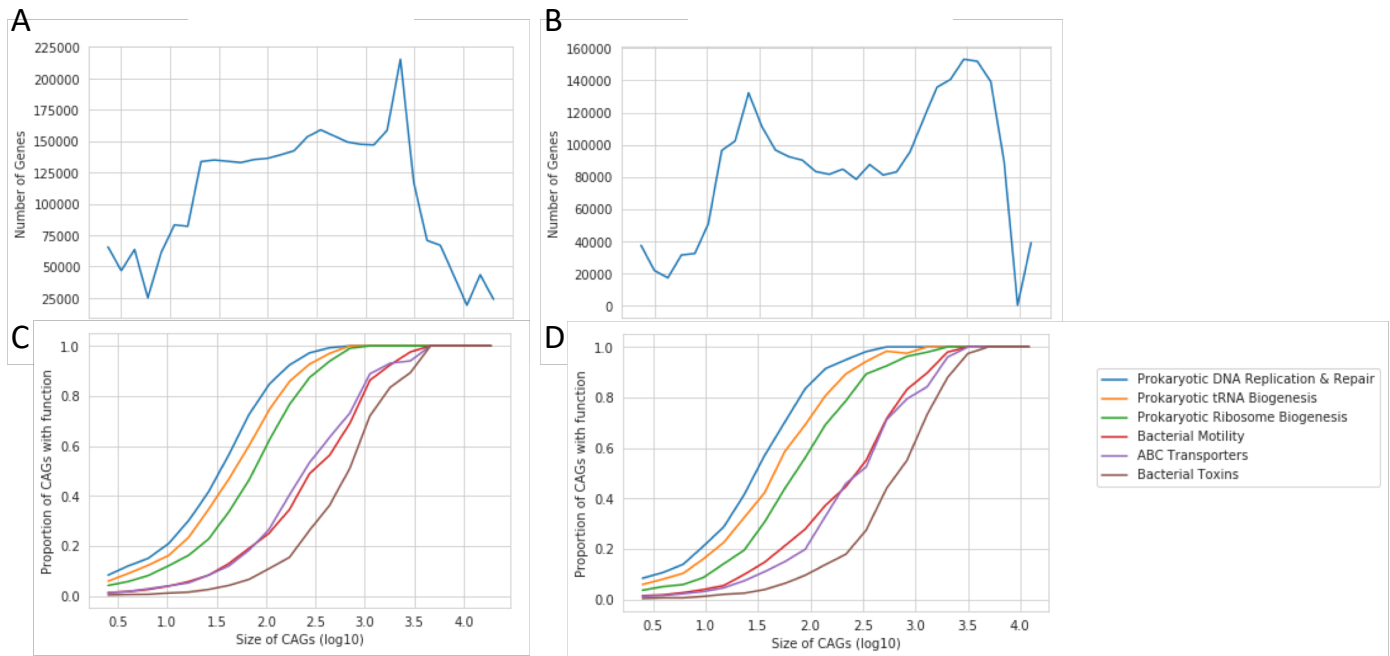 A
225000
200000
175000
150000
125000
100000
75000
50000
25000
Number of Genes
B
160000
140000
120000
100000
80000
60000
40000
20000
0
Number of Genes
C
1.0
0.8
0.6
0.4
0.2
0.0
Proportion of CAGs with function
0.5 1.0 1.5 2.0 2.5 3.0 3.5 4.0
Size of CAGs (log10)
D
1.0
0.8
0.6
0.4
0.2
0.0
Proportion of CAGs with function
0.5 1.0 1.5 2.0 2.5 3.0 3.5 4.0
Size of CAGs (log10)
Prokaryotic DNA Replication & Repair
Prokaryotic tRNA Biogenesis
Prokaryotic Ribosome Biogenesis
Bacterial Motility
ABC Transporters
Bacterial Toxins